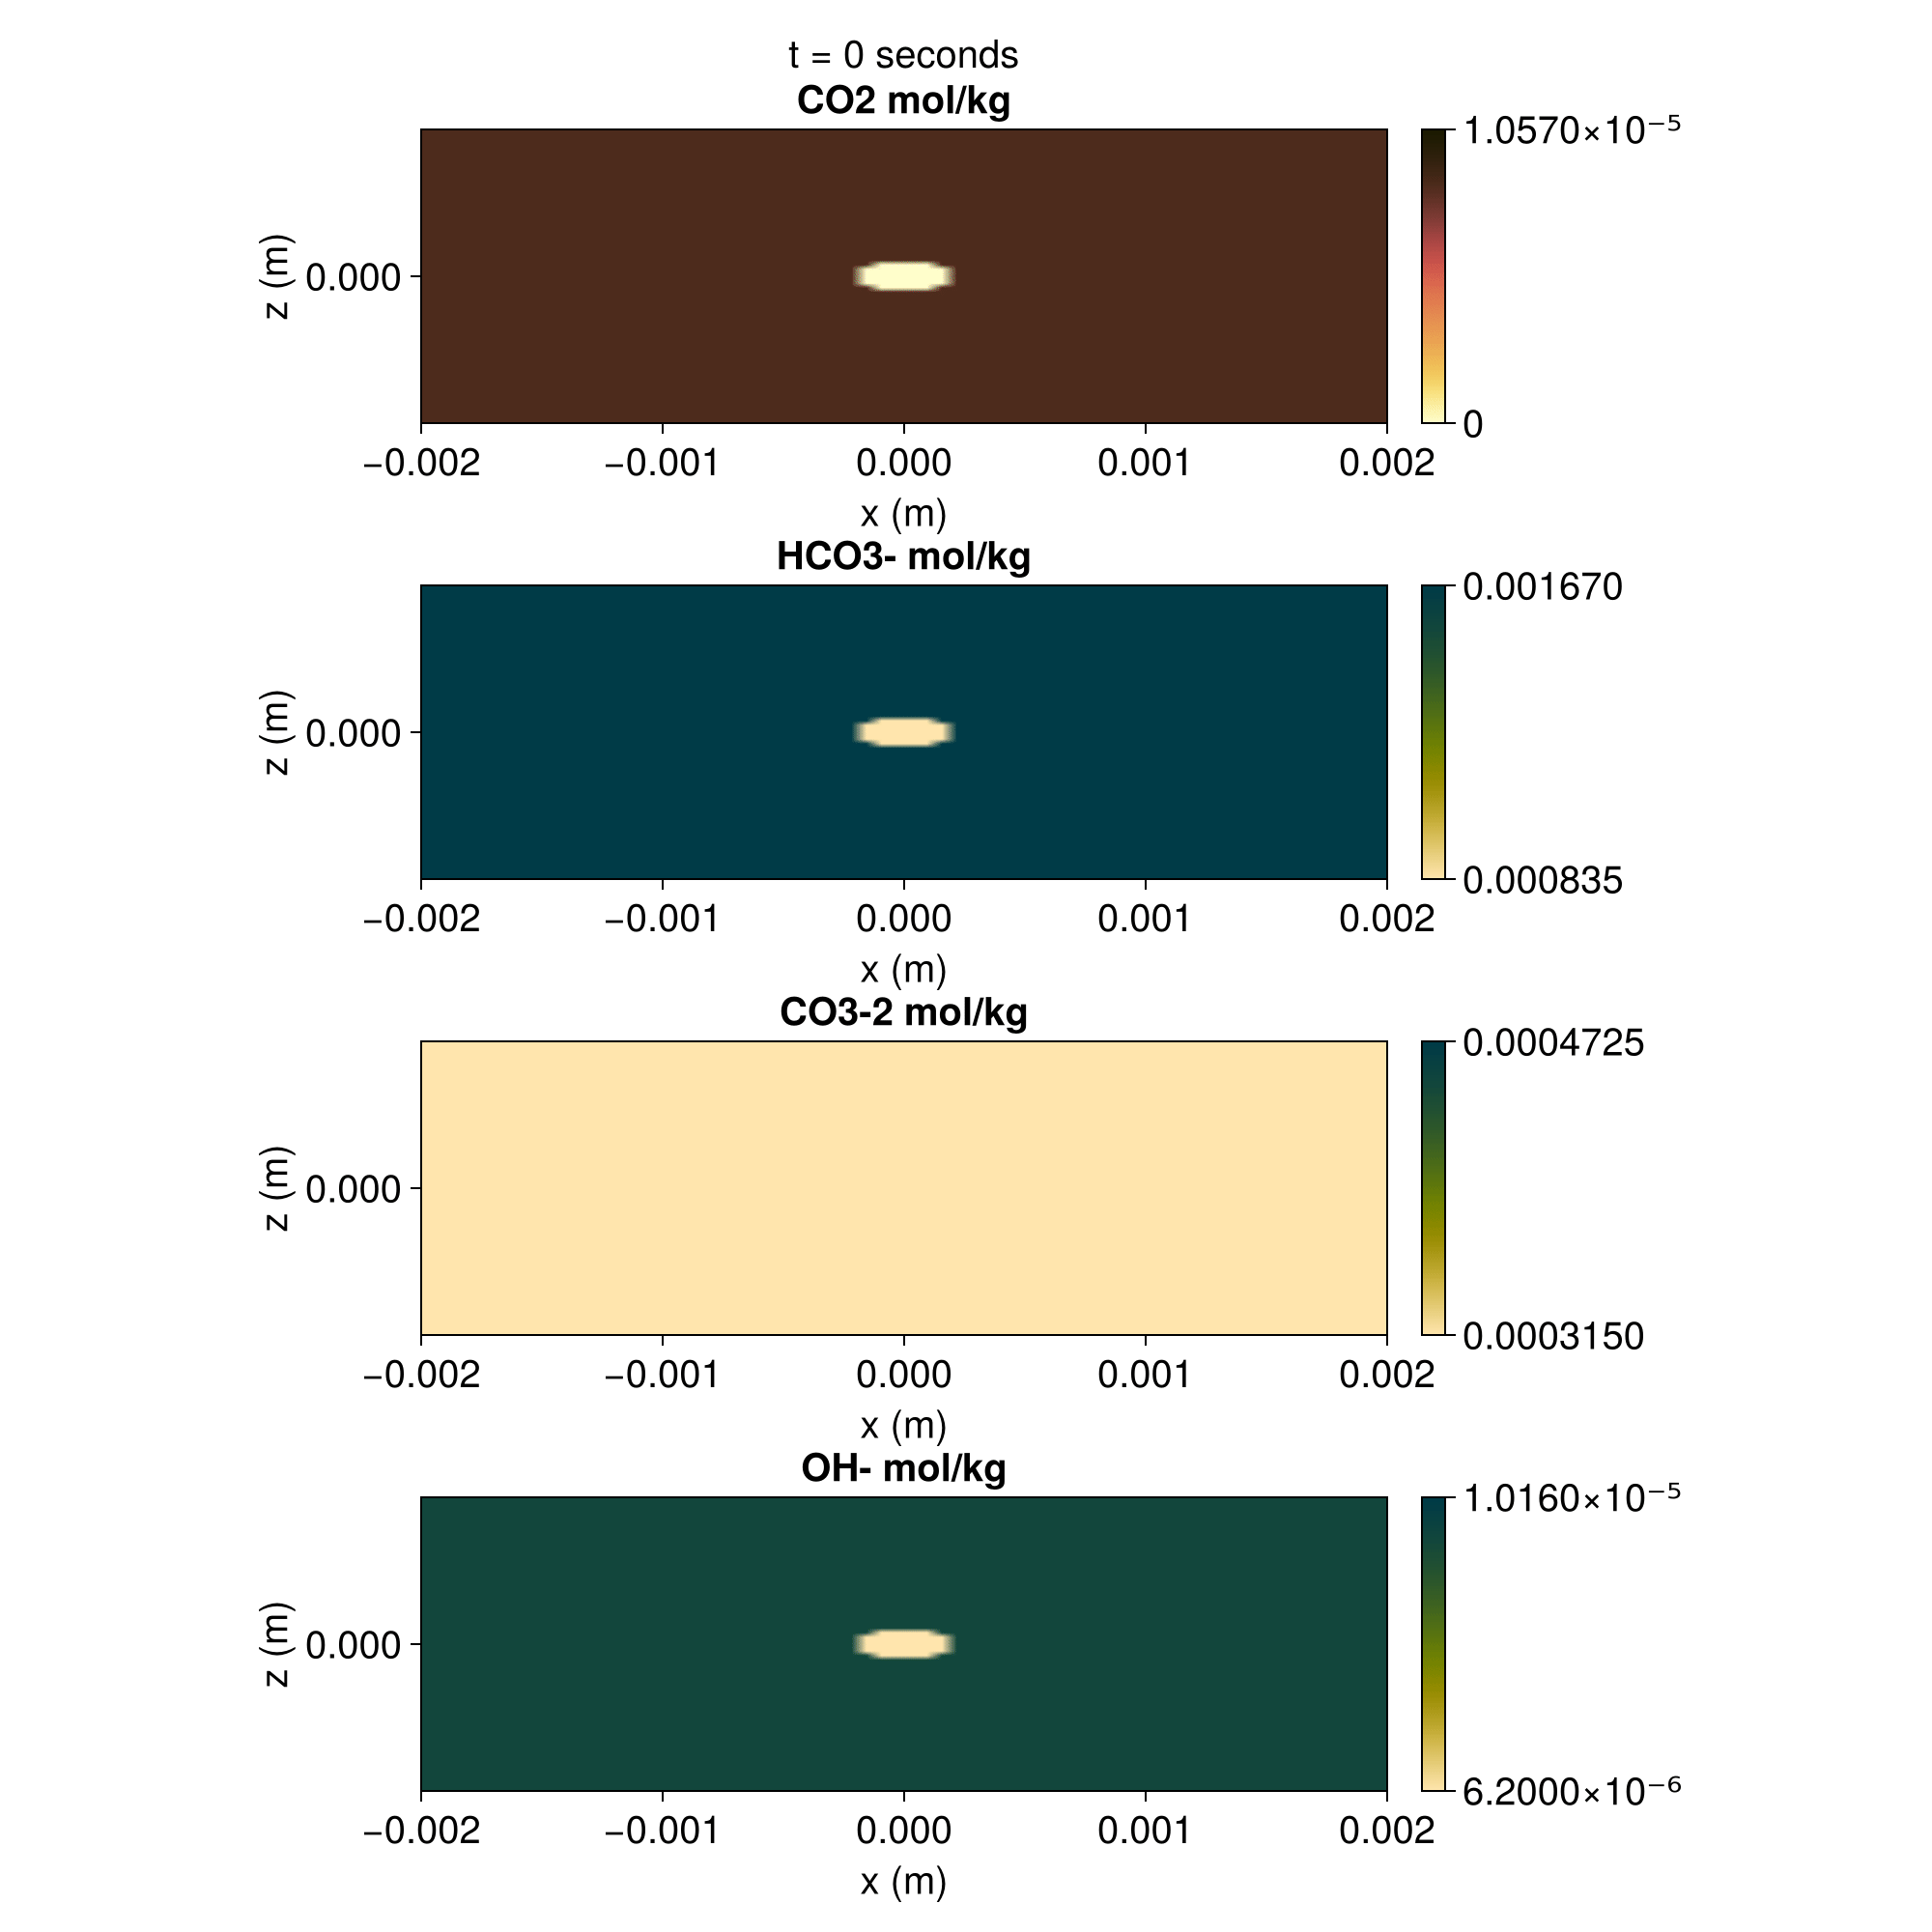 t = 0 seconds
CO2 mol/kg
1.0570×10⁻⁵
z (m)
0.000
0
−0.002 −0.001 0.000 0.001 0.002
x (m)
HCO3- mol/kg
0.001670
z (m)
0.000
0.000835
−0.002 −0.001 0.000 0.001 0.002
x (m)
CO3-2 mol/kg
0.0004725
z (m)
0.000
0.0003150
−0.002 −0.001 0.000 0.001 0.002
x (m)
OH- mol/kg
1.0160×10⁻⁵
z (m)
0.000
6.2000×10⁻⁶
−0.002 −0.001 0.000 0.001 0.002
x (m)